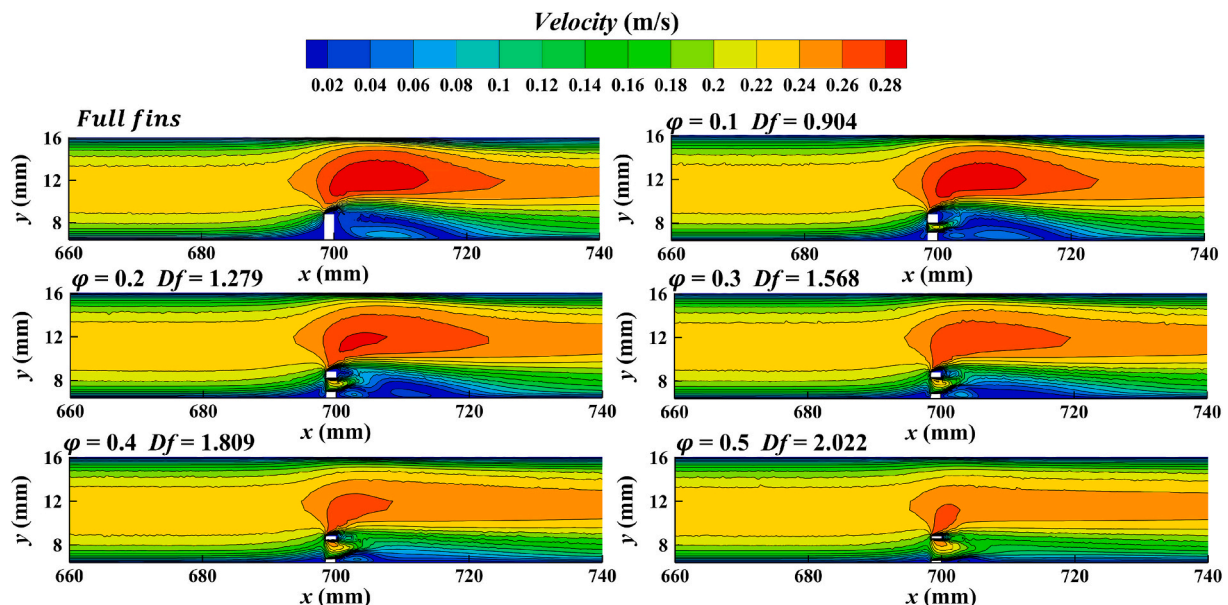 Velocity (m/s)
0.02 0.04 0.06 0.08 0.1 0.12 0.14 0.16 0.18 0.2 0.22 0.24 0.26 0.28
Full fins
16
12
8
y (mm)
660 680 700 720 740
x (mm)
φ = 0.1 Df = 0.904
16
12
8
y (mm)
660 680 700 720 740
x (mm)
φ = 0.2 Df = 1.279
16
12
8
y (mm)
660 680 700 720 740
x (mm)
φ = 0.3 Df = 1.568
16
12
8
y (mm)
660 680 700 720 740
x (mm)
φ = 0.4 Df = 1.809
16
12
8
y (mm)
660 680 700 720 740
x (mm)
φ = 0.5 Df = 2.022
16
12
8
y (mm)
660 680 700 720 740
x (mm)